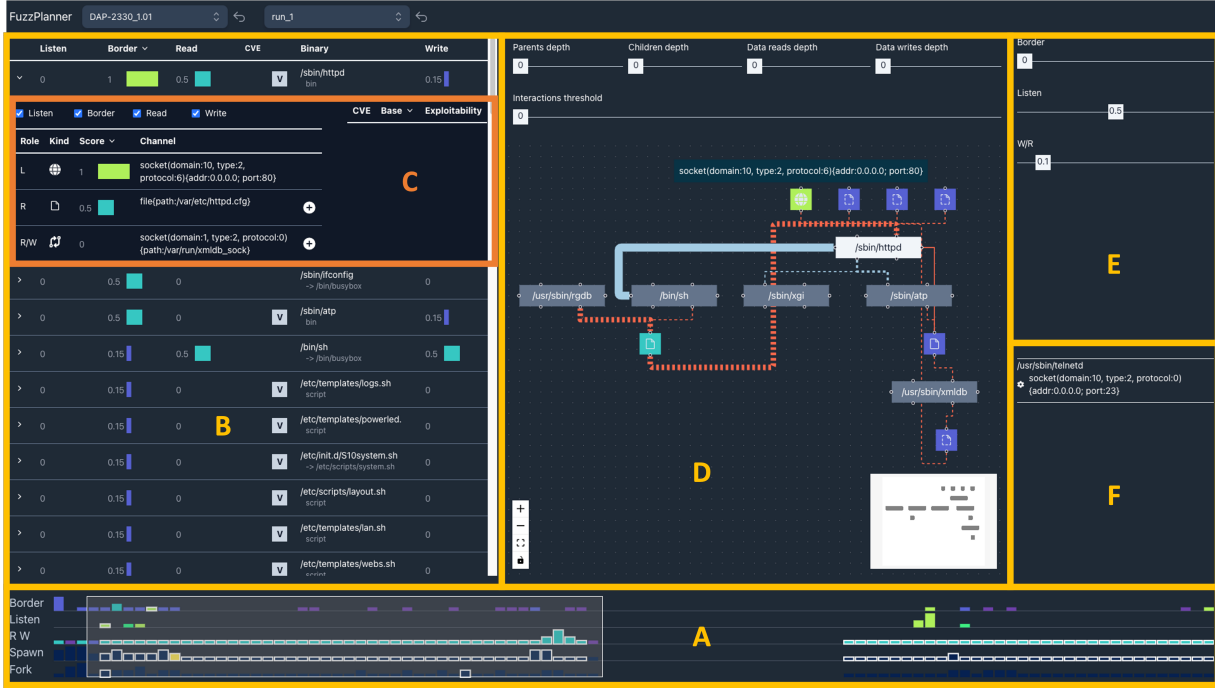 FuzzPlanner DAP-2330_1.01 run_1
Listen Border Read CVE Binary Write
0 1 0.5 V /sbin/httpd 0.15
bin
Listen Border Read Write CVE Base Exploitability
Role Kind Score Channel
L 1 socket(domain:10, type:2,
protocol:6){addr:0.0.0.0; port:80}
R 0.5 file{path:/var/etc/httpd.cfg}
R/W 0 socket(domain:1, type:2, protocol:0)
{path:/var/run/xmldb_sock}
C
0 0.5 0 /sbin/ifconfig 0
-> /bin/busybox
0 0.5 0 V /sbin/atp 0.15
bin
0 0.15 0.5 /bin/sh 0.5
-> /bin/busybox
0 0.15 0 V /etc/templates/logs.sh 0
script
0 0.15 0 V /etc/templates/powerled. 0
script
B
0 0.15 0 V /etc/init.d/S10system.sh 0
-> /etc/scripts/system.sh
0 0.15 0 V /etc/scripts/layout.sh 0
script
0 0.15 0 V /etc/templates/lan.sh 0
script
0 0.15 0 V /etc/templates/webs.sh 0
script
Parents depth Children depth Data reads depth Data writes depth
0 0 0 0
Interactions threshold
0
socket(domain:10, type:2, protocol:6){addr:0.0.0.0; port:80}
/sbin/httpd
/usr/sbin/rgdb /bin/sh /sbin/xgi /sbin/atp
/usr/sbin/xmldb
D
Border
0
Listen
0.5
W/R
0.1
E
/usr/sbin/telnetd
socket(domain:10, type:2, protocol:0)
{addr:0.0.0.0; port:23}
F
Border
Listen
R W
Spawn
Fork
A